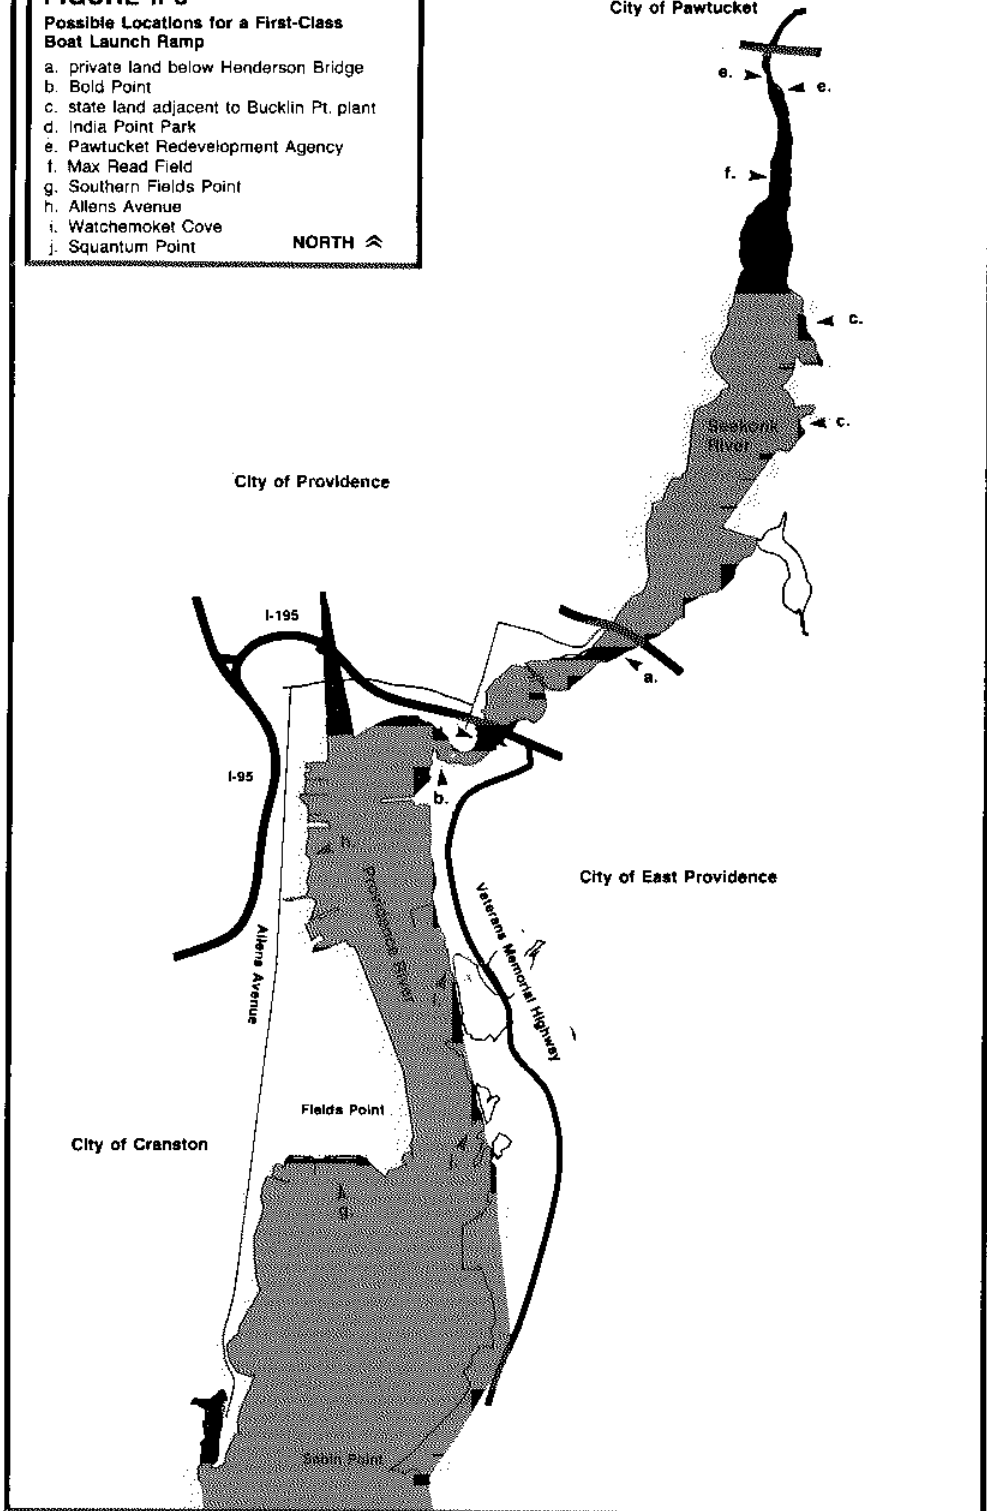 Possible Locations for a First-Class
Boat Launch Ramp
a. private land below Henderson Bridge
b. Bold Point
c. state land adjacent to Bucklin Pt. plant
d. India Point Park
e. Pawtucket Redevelopment Agency
f. Max Read Field
g. Southern Fields Point
h. Allens Avenue
i. Watchemoket Cove
j. Squantum Point
NORTH
City of Pawtucket
e.
e.
f.
c.
c.
Seekonk
River
City of Providence
I-195
a.
I-95
b.
h.
City of East Providence
Providence River
Veterans Memorial Highway
Allens Avenue
Fields Point
City of Cranston
g.
Sabin Point